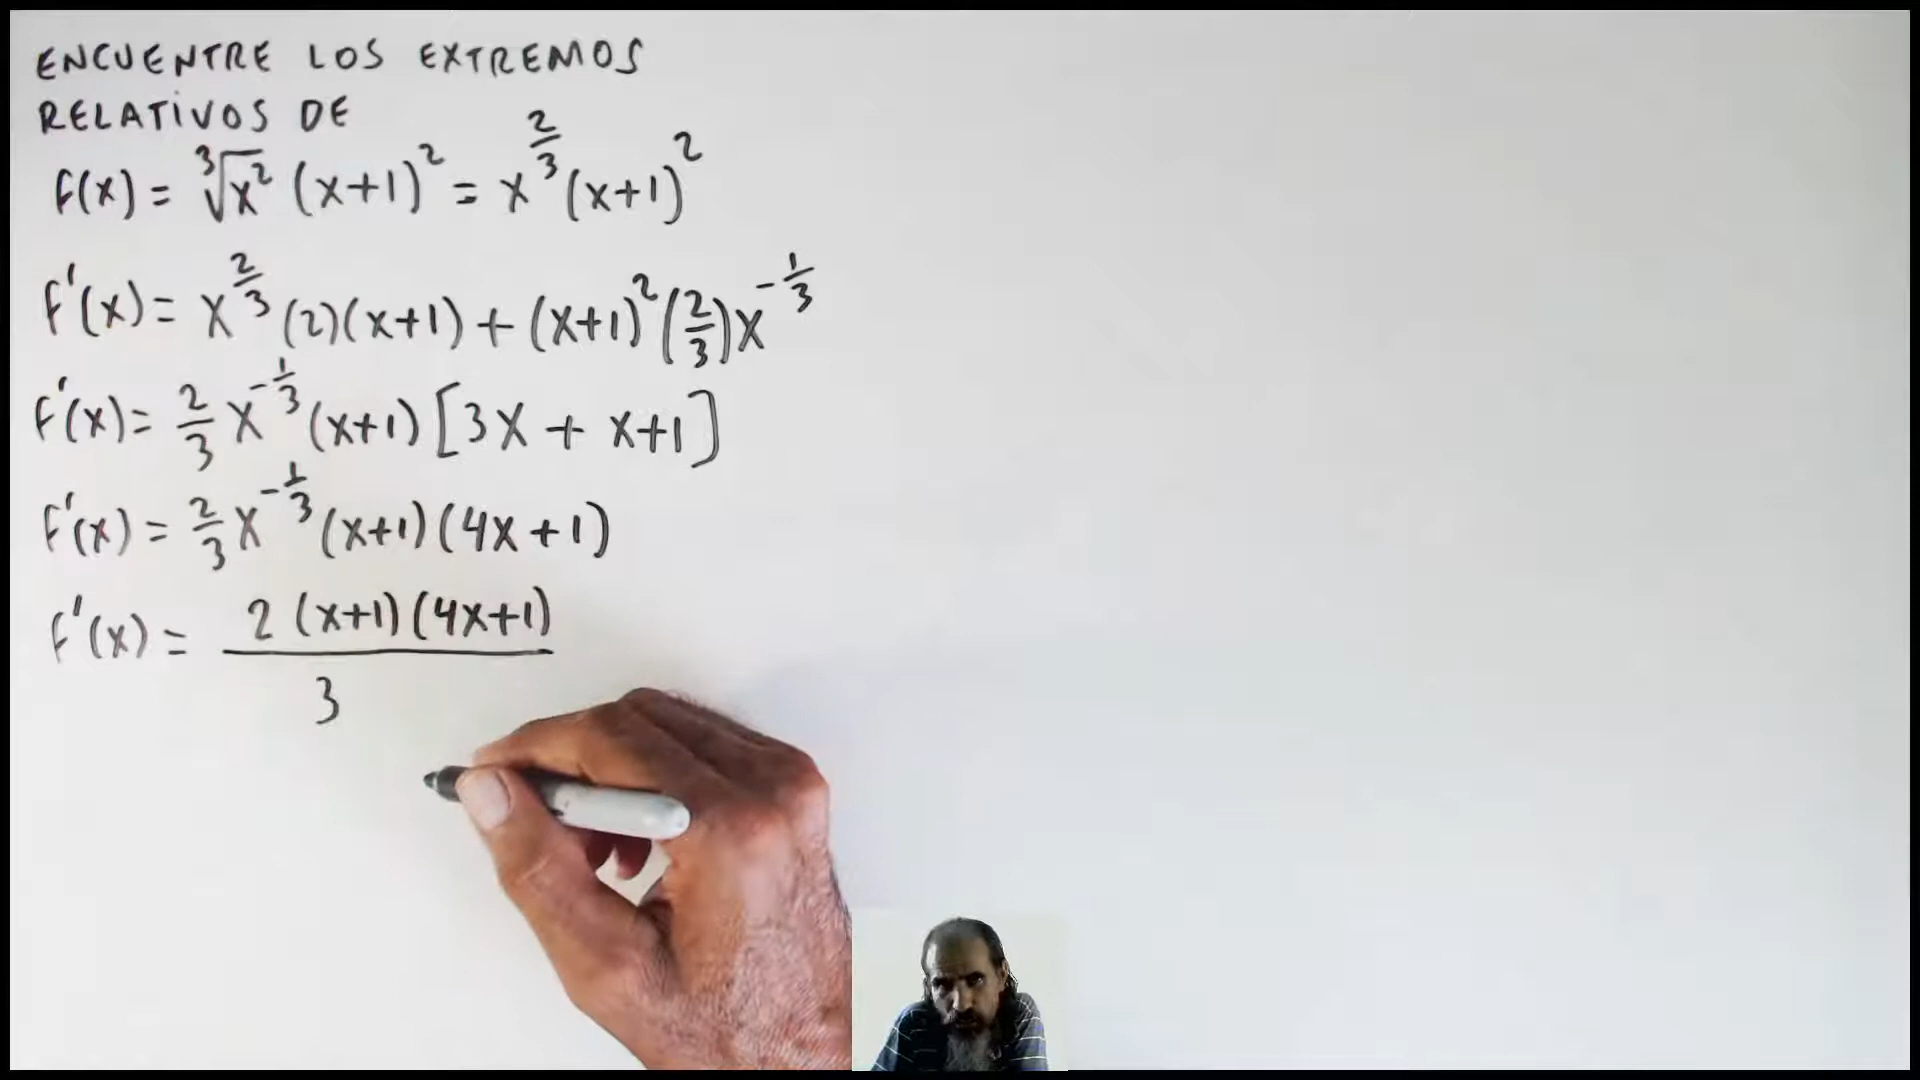 ENCUENTRE LOS EXTREMOS
RELATIVOS DE
f(x) = ∛x² (x+1)² = x^(2/3) (x+1)²
f'(x) = x^(2/3) (2)(x+1) + (x+1)² (2/3) x^(-1/3)
f'(x) = 2/3 x^(-1/3) (x+1) [3x + x+1]
f'(x) = 2/3 x^(-1/3) (x+1)(4x+1)
f'(x) = 2(x+1)(4x+1) / 3